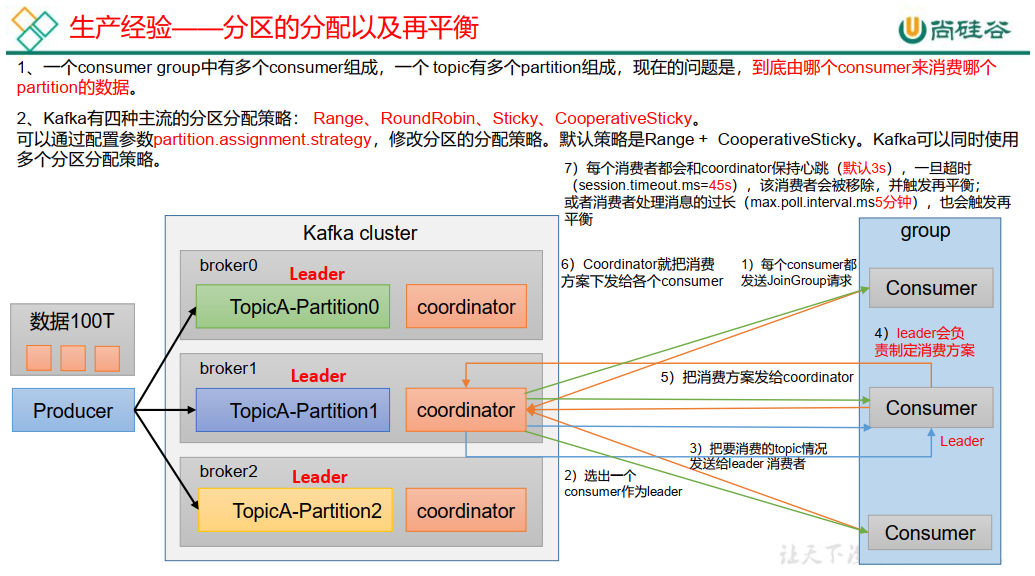 生产经验——分区的分配以及再平衡
尚硅谷
1、一个consumer group中有多个consumer组成，一个 topic有多个partition组成，现在的问题是，到底由哪个consumer来消费哪个
partition的数据。
2、Kafka有四种主流的分区分配策略： Range、RoundRobin、Sticky、CooperativeSticky。
可以通过配置参数partition.assignment.strategy，修改分区的分配策略。默认策略是Range + CooperativeSticky。Kafka可以同时使用
多个分区分配策略。
7）每个消费者都会和coordinator保持心跳（默认3s），一旦超时
（session.timeout.ms=45s），该消费者会被移除，并触发再平衡；
或者消费者处理消息的过长（max.poll.interval.ms5分钟），也会触发再
平衡
Kafka cluster
group
broker0
Leader
TopicA-Partition0
coordinator
6）Coordinator就把消费
方案下发给各个consumer
1）每个consumer都
发送JoinGroup请求
Consumer
数据100T
Producer
broker1
Leader
TopicA-Partition1
coordinator
4）leader会负
责制定消费方案
5）把消费方案发给coordinator
Consumer
Leader
3）把要消费的topic情况
发送给leader 消费者
broker2
Leader
TopicA-Partition2
coordinator
2）选出一个
consumer作为leader
Consumer
让天下没